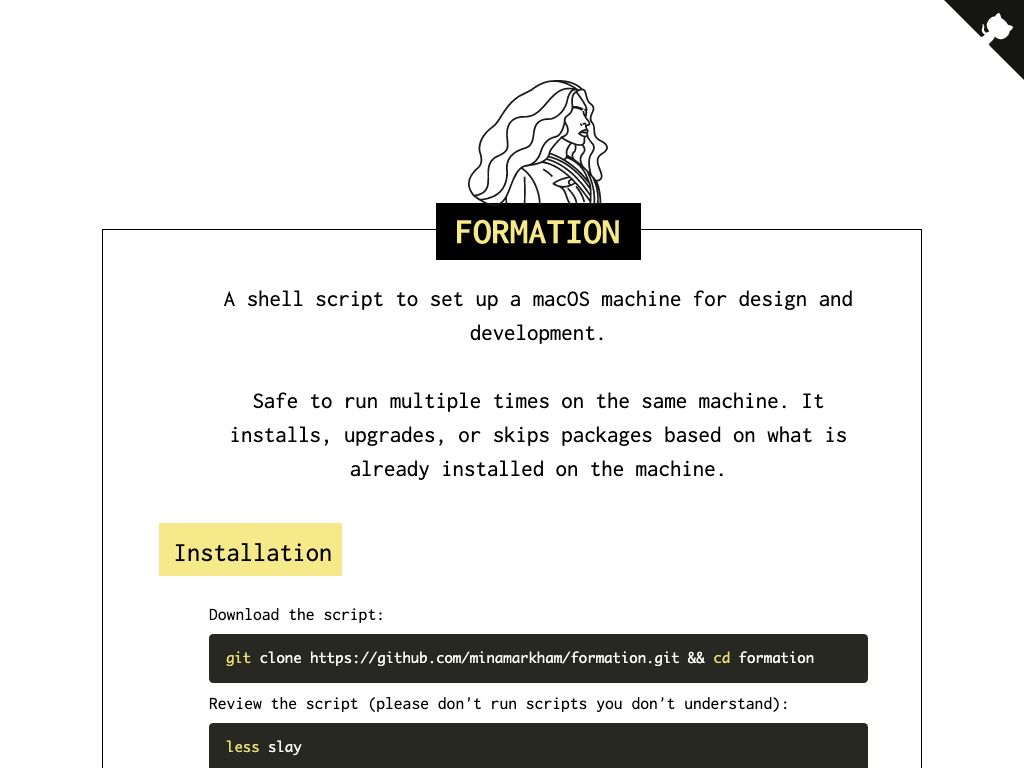 FORMATION
A shell script to set up a macOS machine for design and
development.
Safe to run multiple times on the same machine. It
installs, upgrades, or skips packages based on what is
already installed on the machine.
Installation
Download the script:
git clone https://github.com/minamarkham/formation.git && cd formation
Review the script (please don't run scripts you don't understand):
less slay